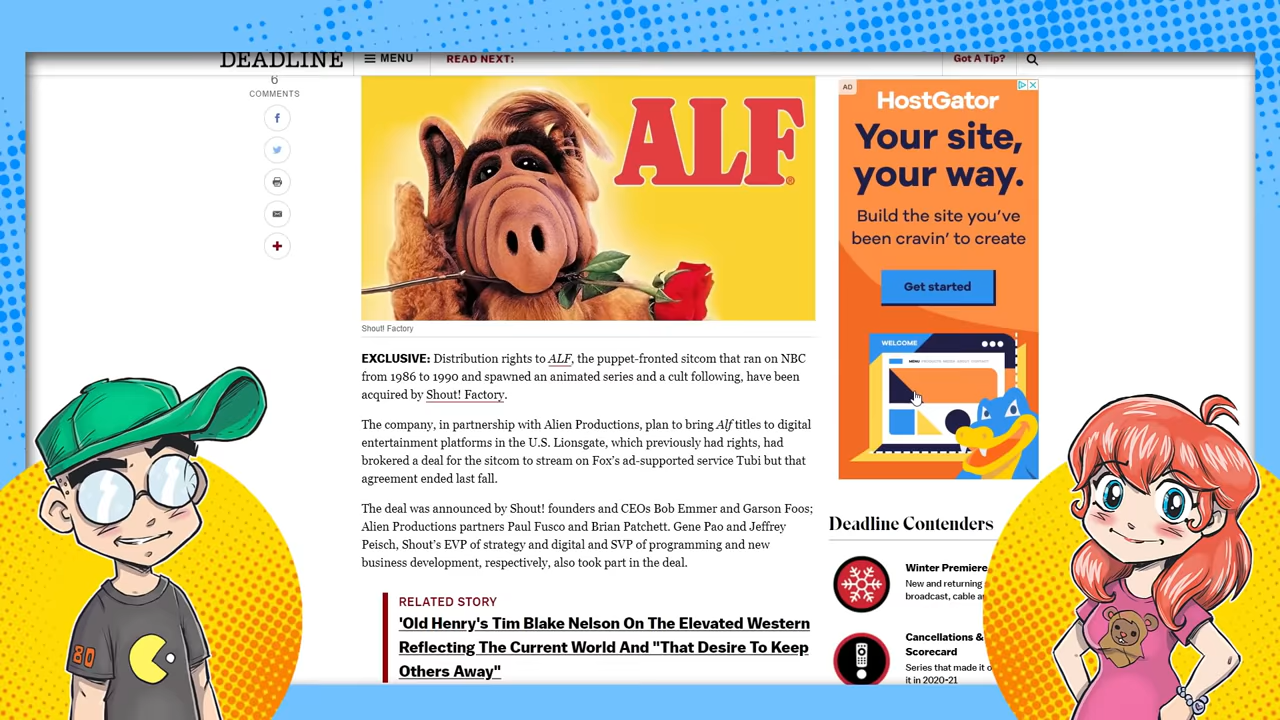 DEADLINE
MENU
READ NEXT:
Got A Tip?
6
COMMENTS
ALF®
Shout! Factory
EXCLUSIVE: Distribution rights to ALF, the puppet-fronted sitcom that ran on NBC
from 1986 to 1990 and spawned an animated series and a cult following, have been
acquired by Shout! Factory.
The company, in partnership with Alien Productions, plan to bring Alf titles to digital
entertainment platforms in the U.S. Lionsgate, which previously had rights, had
brokered a deal for the sitcom to stream on Fox's ad-supported service Tubi but that
agreement ended last fall.
The deal was announced by Shout! founders and CEOs Bob Emmer and Garson Foos;
Alien Productions partners Paul Fusco and Brian Patchett. Gene Pao and Jeffrey
Peisch, Shout's EVP of strategy and digital and SVP of programming and new
business development, respectively, also took part in the deal.
RELATED STORY
'Old Henry's Tim Blake Nelson On The Elevated Western
Reflecting The Current World And "That Desire To Keep
Others Away"
AD
HostGator
Your site,
your way.
Build the site you've
been cravin' to create
Get started
WELCOME
Deadline Contenders
Winter Premiere
New and returning
broadcast, cable
Cancellations &
Scorecard
Series that made it
it in 2020-21
80